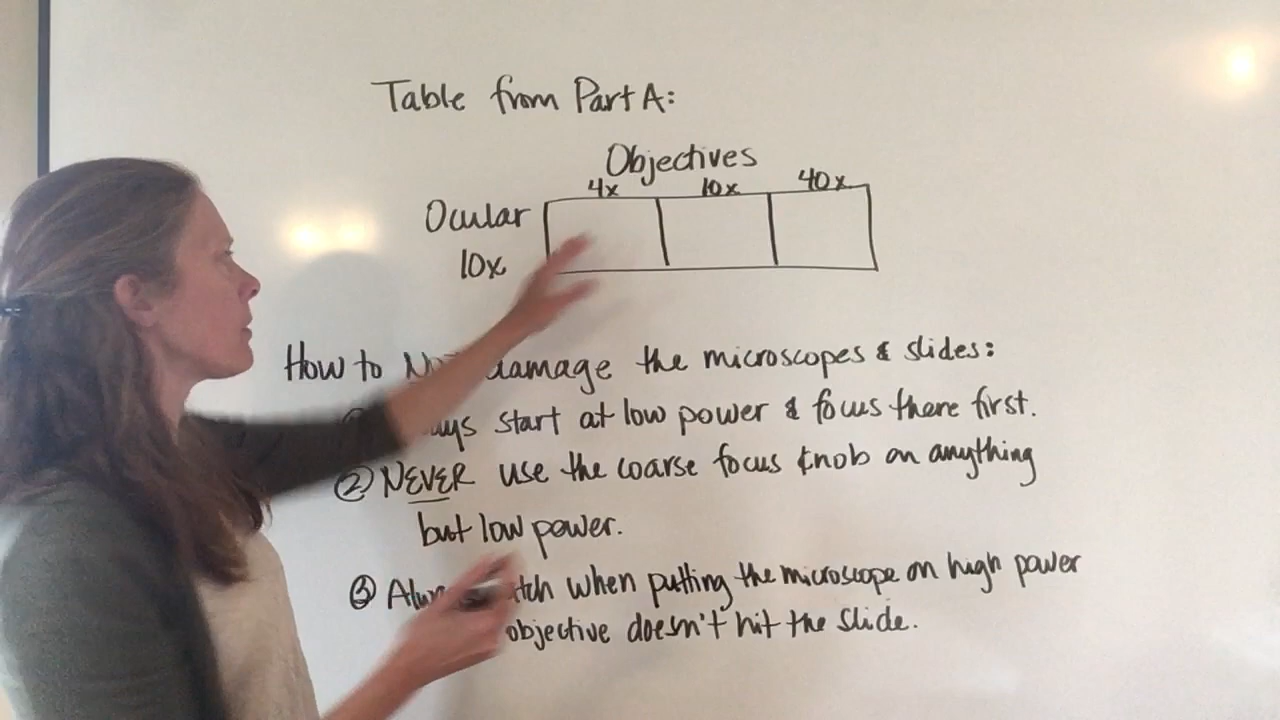 Table from Part A:
Objectives
4x 10x 40x
Ocular
10x
How to damage the microscopes & slides:
start at low power & focus there first.
② NEVER use the coarse focus knob on anything
but low power.
③ when putting the microscope on high power
objective doesn't hit the slide.